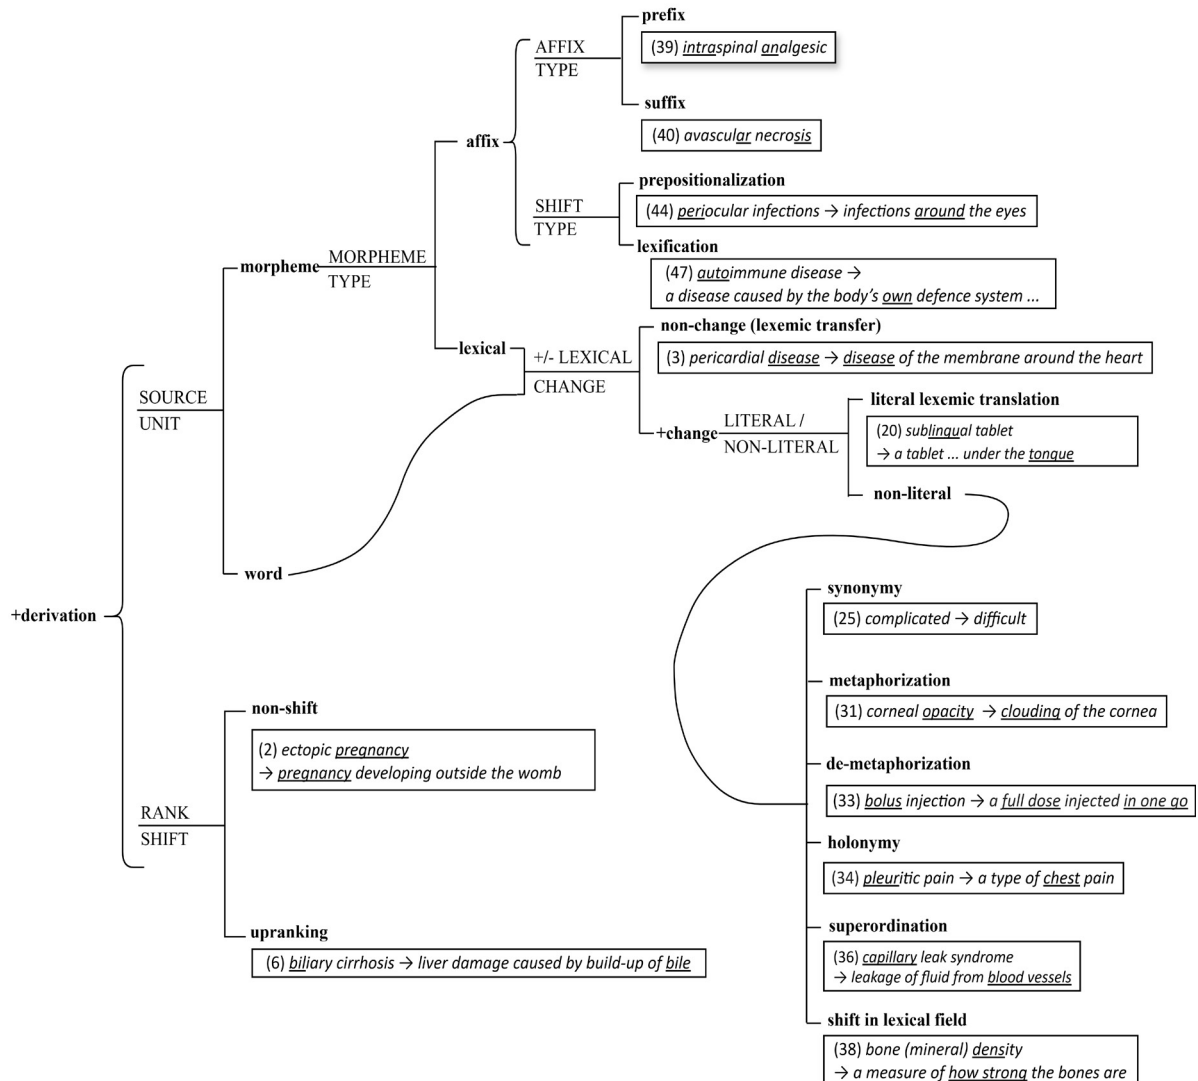 prefix
(39) intraspinal analgesic
AFFIX
TYPE
suffix
(40) avascular necrosis
affix
prepositionalization
(44) periocular infections → infections around the eyes
SHIFT
TYPE
lexification
(47) autoimmune disease →
a disease caused by the body's own defence system ...
morpheme
MORPHEME
TYPE
non-change (lexemic transfer)
(3) pericardial disease → disease of the membrane around the heart
lexical
+/- LEXICAL
CHANGE
SOURCE
UNIT
literal lexemic translation
(20) sublingual tablet
→ a tablet ... under the tongue
+change
LITERAL /
NON-LITERAL
non-literal
word
+derivation
synonymy
(25) complicated → difficult
metaphorization
(31) corneal opacity → clouding of the cornea
non-shift
(2) ectopic pregnancy
→ pregnancy developing outside the womb
de-metaphorization
(33) bolus injection → a full dose injected in one go
RANK
SHIFT
holonymy
(34) pleuritic pain → a type of chest pain
upranking
(6) biliary cirrhosis → liver damage caused by build-up of bile
superordination
(36) capillary leak syndrome
→ leakage of fluid from blood vessels
shift in lexical field
(38) bone (mineral) density
→ a measure of how strong the bones are